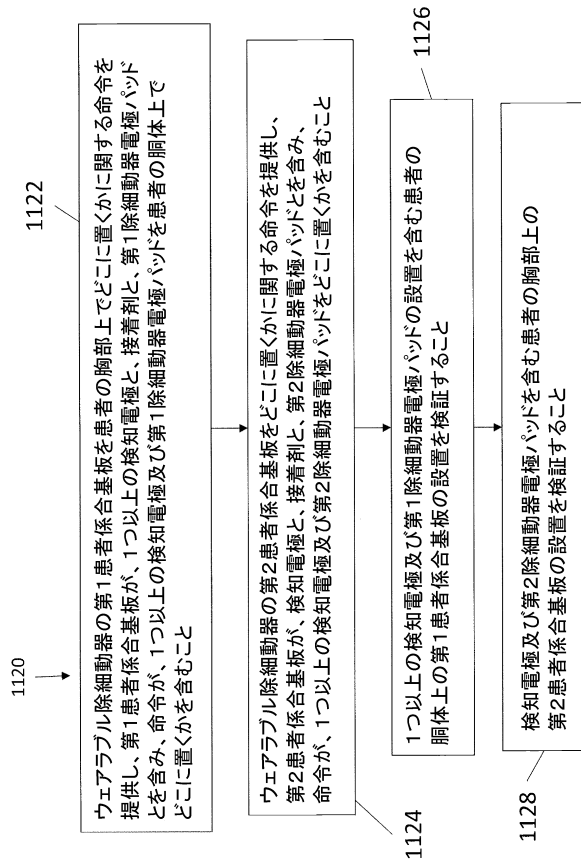 1120
1122
ウェアラブル除細動器の第1患者係合基板を患者の胸部上でどこに置くかに関する命令を
提供し、第1患者係合基板が、1つ以上の検知電極と、接着剤と、第1除細動器電極パッド
とを含み、命令が、1つ以上の検知電極及び第1除細動器電極パッドを患者の胴体上で
どこに置くかを含むこと
ウェアラブル除細動器の第2患者係合基板をどこに置くかに関する命令を提供し、
第2患者係合基板が、検知電極と、接着剤と、第2除細動器電極パッドとを含み、
命令が、1つ以上の検知電極及び第2除細動器電極パッドをどこに置くかを含むこと
1124
1126
1つ以上の検知電極及び第1除細動器電極パッドの設置を含む患者の
胴体上の第1患者係合基板の設置を検証すること
検知電極及び第2除細動器電極パッドを含む患者の胸部上の
第2患者係合基板の設置を検証すること
1128